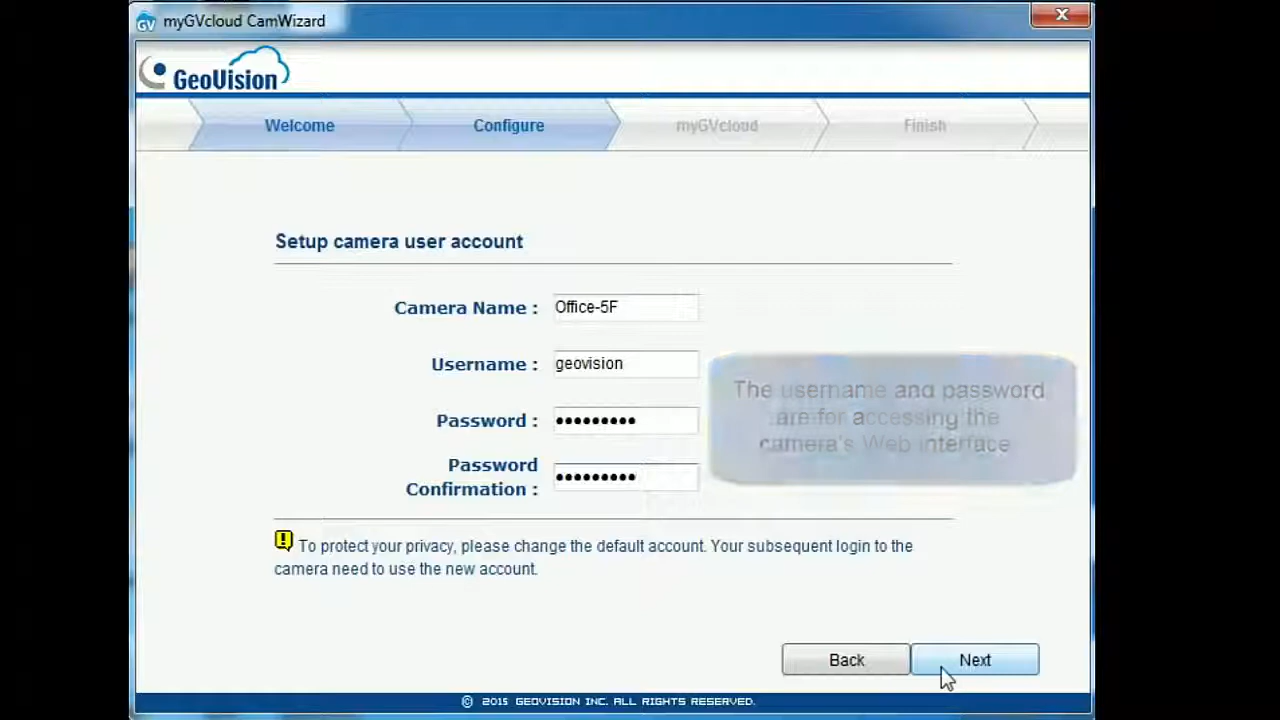 myGVcloud CamWizard
GeoVision
Welcome
Configure
myGVcloud
Finish
Setup camera user account
Camera Name :
Office-5F
Username :
geovision
The username and password
are for accessing the
camera's Web interface
Password :
•••••••••
Password
Confirmation :
•••••••••
To protect your privacy, please change the default account. Your subsequent login to the
camera need to use the new account.
Back
Next
© 2015 GEOVISION INC. ALL RIGHTS RESERVED.